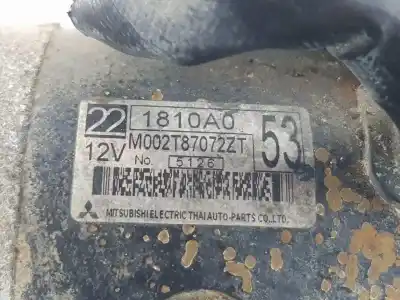 22 1810A0 53
12V M002T87072ZT
No. 5126
MITSUBISHI ELECTRIC THAI AUTO-PARTS CO., LTD.